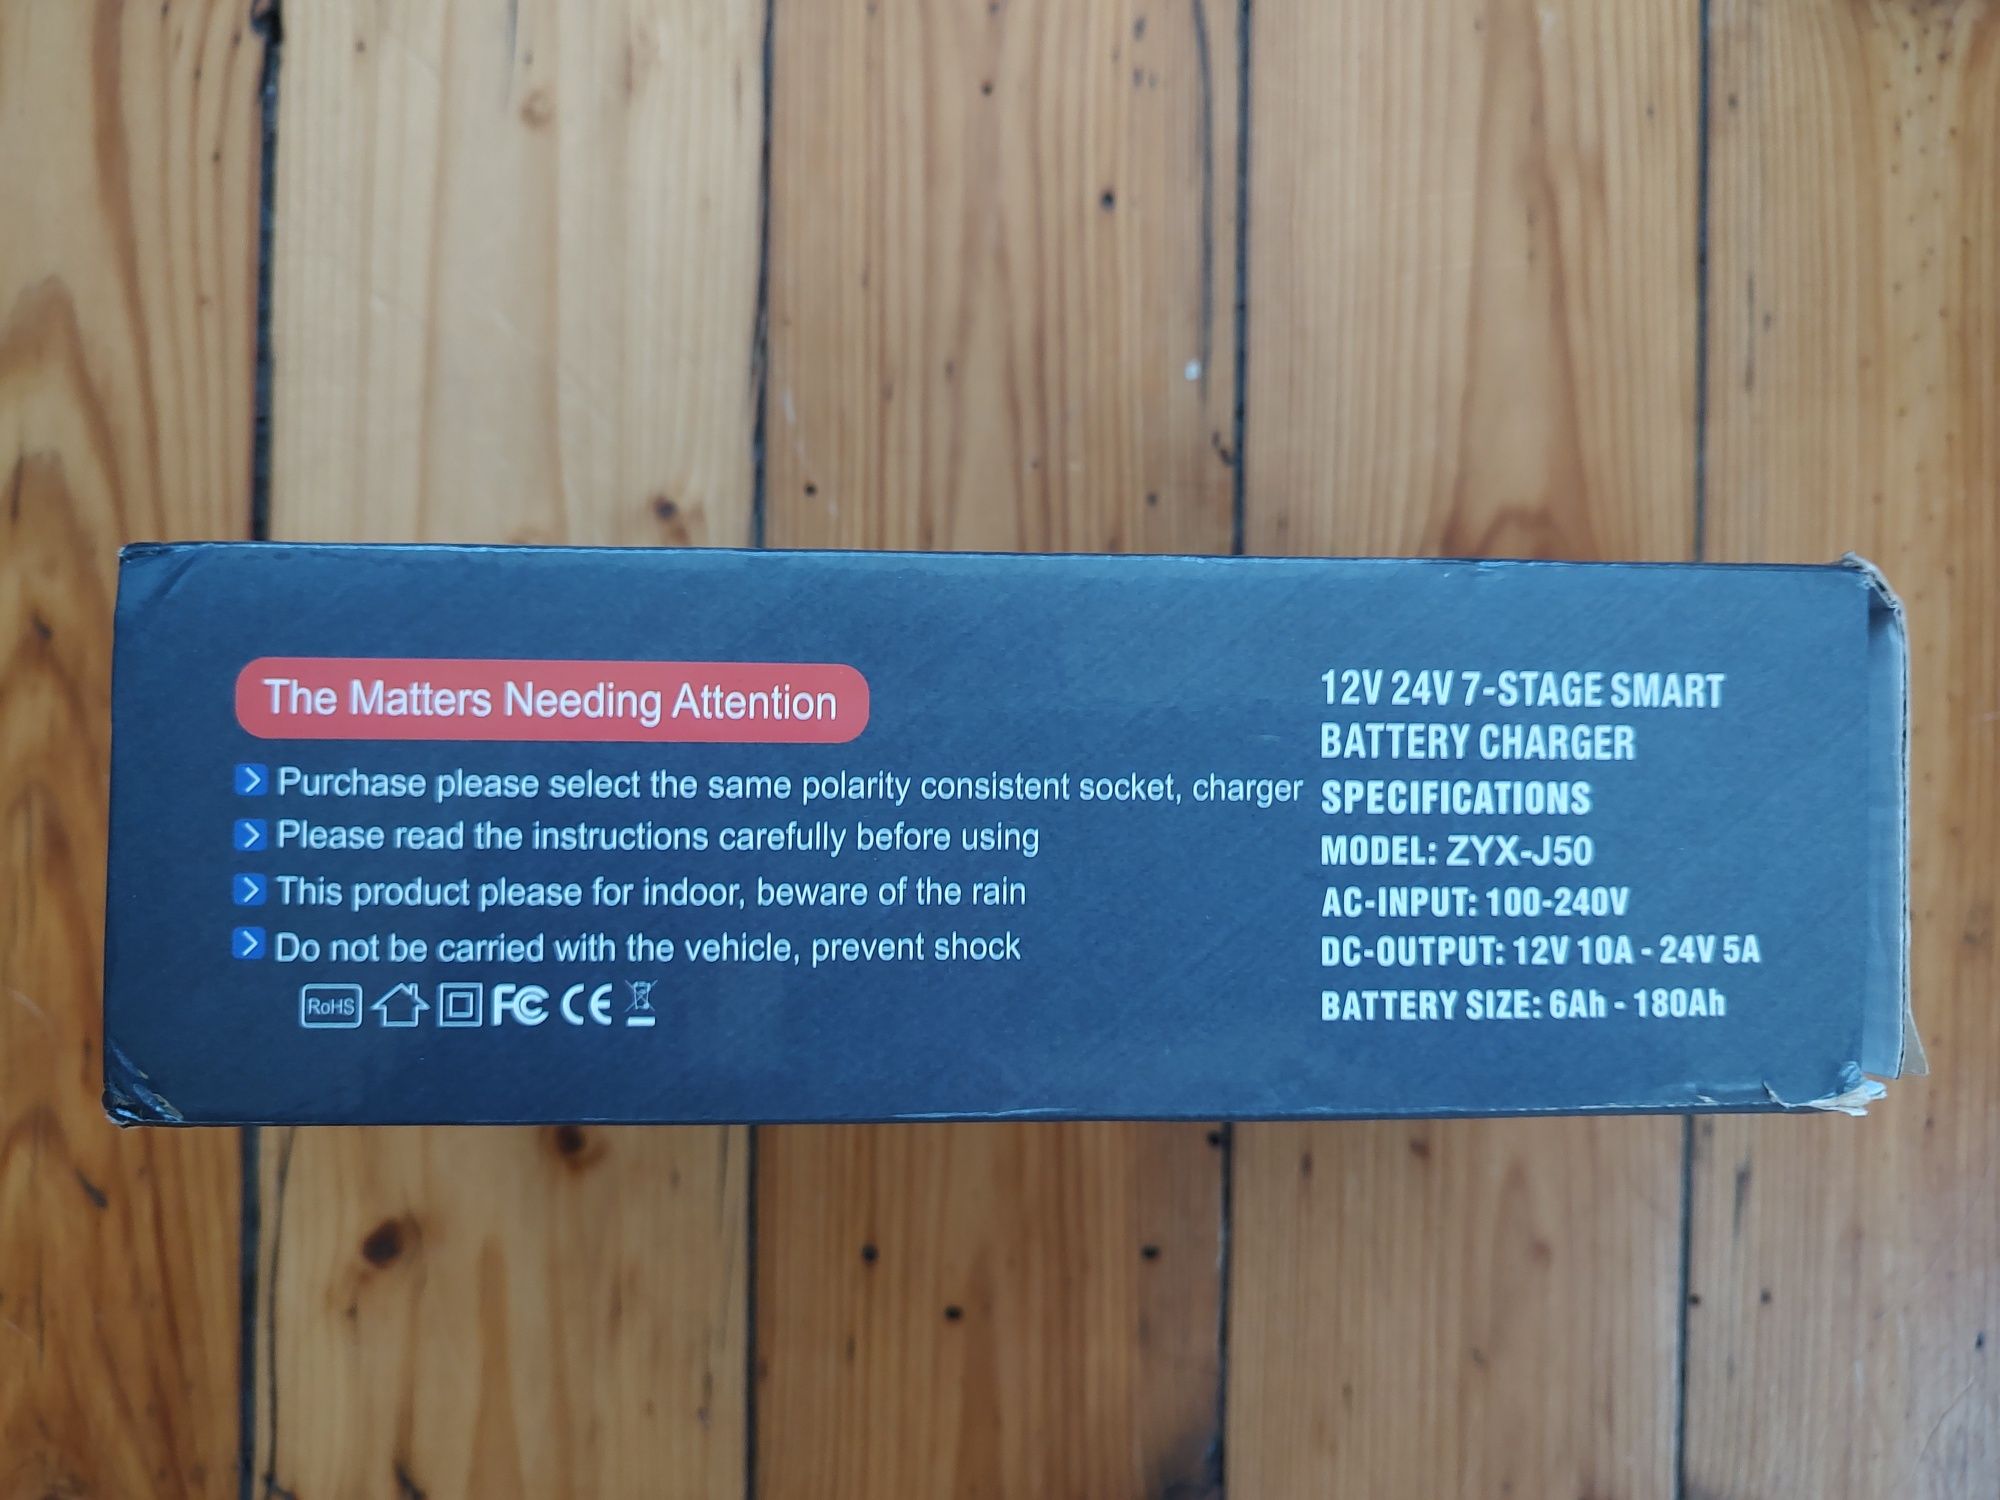 The Matters Needing Attention
Purchase please select the same polarity consistent socket, charger
Please read the instructions carefully before using
This product please for indoor, beware of the rain
Do not be carried with the vehicle, prevent shock
RoHS FC CE
12V 24V 7-STAGE SMART
BATTERY CHARGER
SPECIFICATIONS
MODEL: ZYX-J50
AC-INPUT: 100-240V
DC-OUTPUT: 12V 10A - 24V 5A
BATTERY SIZE: 6Ah - 180Ah